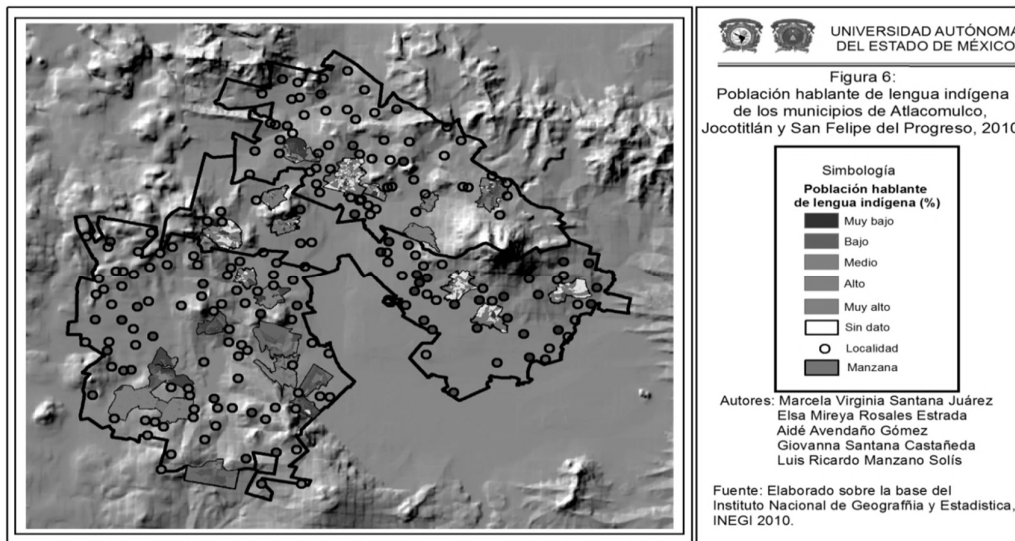 UNIVERSIDAD AUTÓNOMA
DEL ESTADO DE MÉXICO
Figura 6:
Población hablante de lengua indígena
de los municipios de Atlacomulco,
Jocotitlán y San Felipe del Progreso, 2010
Simbología
Población hablante
de lengua indígena (%)
Muy bajo
Bajo
Medio
Alto
Muy alto
Sin dato
Localidad
Manzana
Autores: Marcela Virginia Santana Juárez
Elsa Mireya Rosales Estrada
Aidé Avendaño Gómez
Giovanna Santana Castañeda
Luis Ricardo Manzano Solís
Fuente: Elaborado sobre la base del
Instituto Nacional de Geografñia y Estadistica,
INEGI 2010.